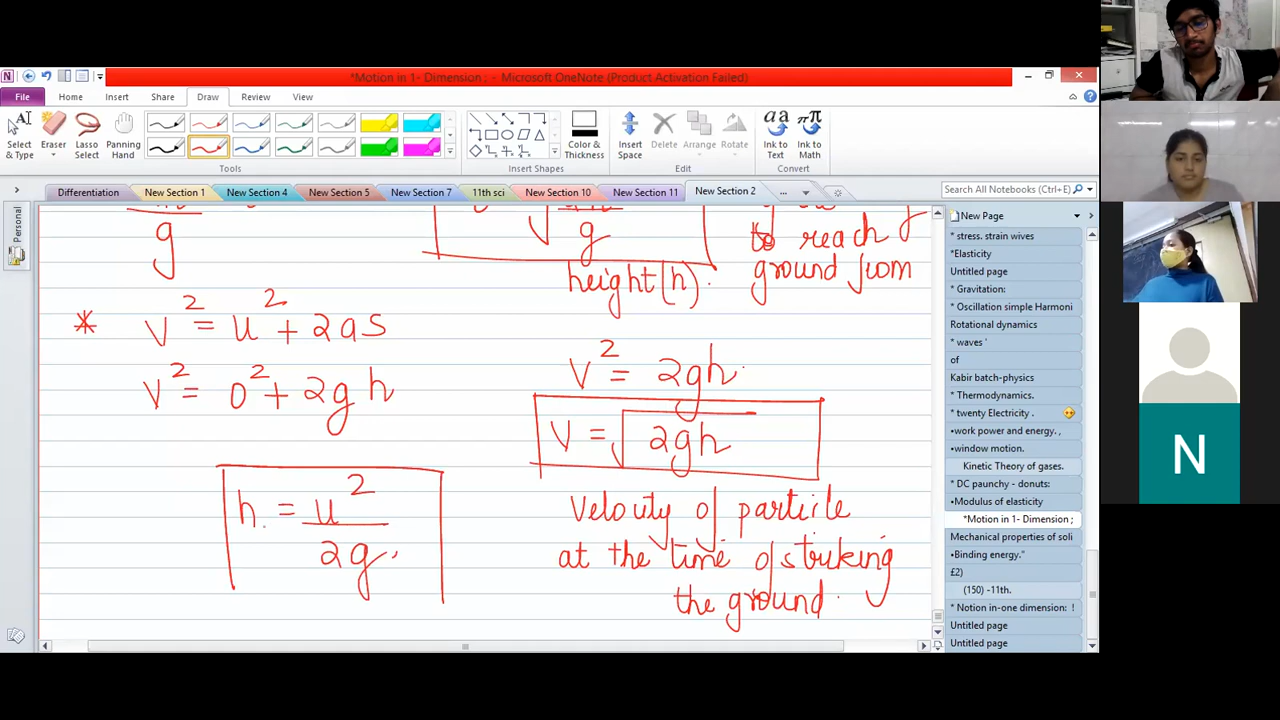 *Motion in 1- Dimension ; - Microsoft OneNote (Product Activation Failed)
File Home Insert Share Draw Review View
Select & Type
Eraser
Lasso Select
Panning Hand
Color & Thickness
Insert Space
Delete
Arrange
Rotate
Ink to Text
Ink to Math
Tools
Insert Shapes
Edit
Convert
Differentiation New Section 1 New Section 4 New Section 5 New Section 7 11th sci New Section 10 New Section 11 New Section 2 ...
Search All Notebooks (Ctrl+E)
Personal
g
g
to reach
ground from
height (h).
* v² = u² + 2as
v² = 0² + 2gh
v² = 2gh.
v = √2gh
h. = u²
2g.
Velocity of particle
at the time of striking
the ground.
New Page
* stress. strain wives
*Elasticity
Untitled page
* Gravitation:
* Oscillation simple Harmoni
Rotational dynamics
* waves '
of
Kabir batch-physics
* Thermodynamics.
* twenty Electricity .
•work power and energy. ,
•window motion.
Kinetic Theory of gases.
* DC paunchy - donuts:
•Modulus of elasticity
*Motion in 1- Dimension ;
Mechanical properties of soli
•Binding energy."
£2)
(150) -11th.
* Notion in-one dimension: !
Untitled page
Untitled page
N